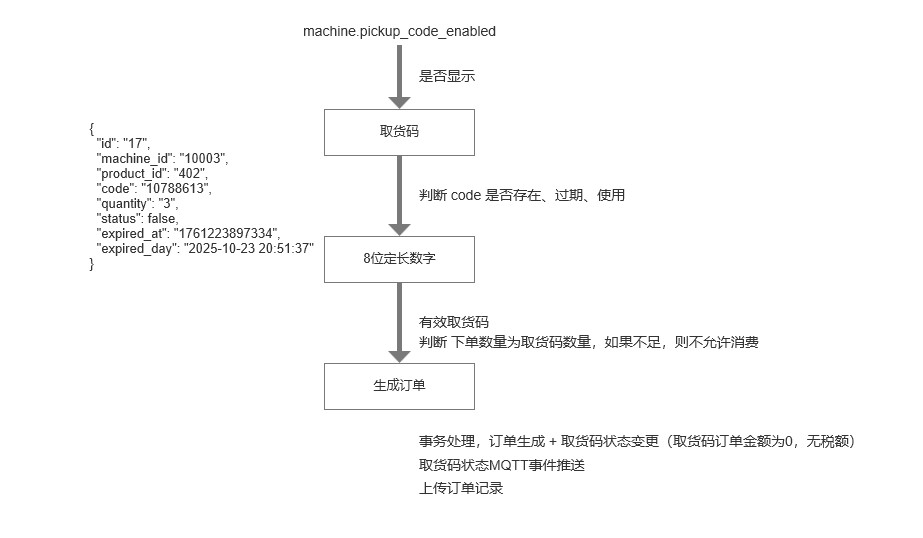 machine.pickup_code_enabled
是否显示
取货码
{
"id": "17",
"machine_id": "10003",
"product_id": "402",
"code": "10788613",
"quantity": "3",
"status": false,
"expired_at": "1761223897334",
"expired_day": "2025-10-23 20:51:37"
}
判断 code 是否存在、过期、使用
8位定长数字
有效取货码
判断 下单数量为取货码数量，如果不足，则不允许消费
生成订单
事务处理，订单生成 + 取货码状态变更（取货码订单金额为0，无税额）
取货码状态MQTT事件推送
上传订单记录